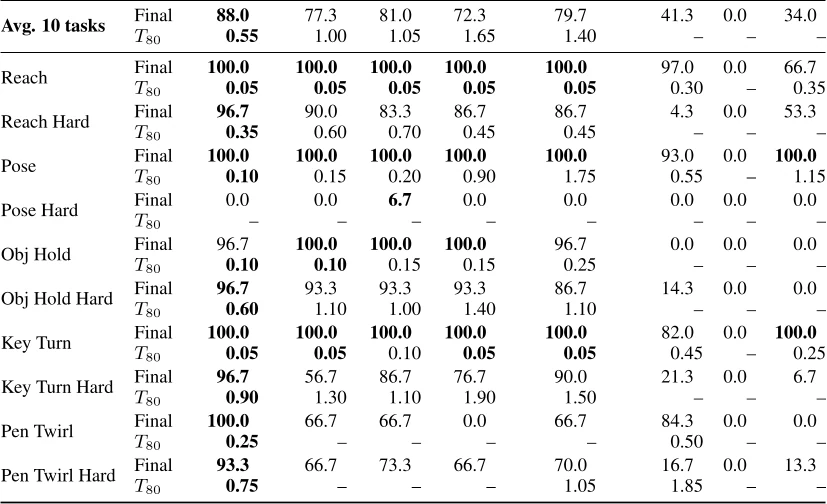 Avg. 10 tasks Final 88.0 77.3 81.0 72.3 79.7 41.3 0.0 34.0
T80 0.55 1.00 1.05 1.65 1.40 – – –
Reach Final 100.0 100.0 100.0 100.0 100.0 97.0 0.0 66.7
T80 0.05 0.05 0.05 0.05 0.05 0.30 – 0.35
Reach Hard Final 96.7 90.0 83.3 86.7 86.7 4.3 0.0 53.3
T80 0.35 0.60 0.70 0.45 0.45 – – –
Pose Final 100.0 100.0 100.0 100.0 100.0 93.0 0.0 100.0
T80 0.10 0.15 0.20 0.90 1.75 0.55 – 1.15
Pose Hard Final 0.0 0.0 6.7 0.0 0.0 0.0 0.0 0.0
T80 – – – – – – – –
Obj Hold Final 96.7 100.0 100.0 100.0 96.7 0.0 0.0 0.0
T80 0.10 0.10 0.15 0.15 0.25 – – –
Obj Hold Hard Final 96.7 93.3 93.3 93.3 86.7 14.3 0.0 0.0
T80 0.60 1.10 1.00 1.40 1.10 – – –
Key Turn Final 100.0 100.0 100.0 100.0 100.0 82.0 0.0 100.0
T80 0.05 0.05 0.10 0.05 0.05 0.45 – 0.25
Key Turn Hard Final 96.7 56.7 86.7 76.7 90.0 21.3 0.0 6.7
T80 0.90 1.30 1.10 1.90 1.50 – – –
Pen Twirl Final 100.0 66.7 66.7 0.0 66.7 84.3 0.0 0.0
T80 0.25 – – – – 0.50 – –
Pen Twirl Hard Final 93.3 66.7 73.3 66.7 70.0 16.7 0.0 13.3
T80 0.75 – – – 1.05 1.85 – –